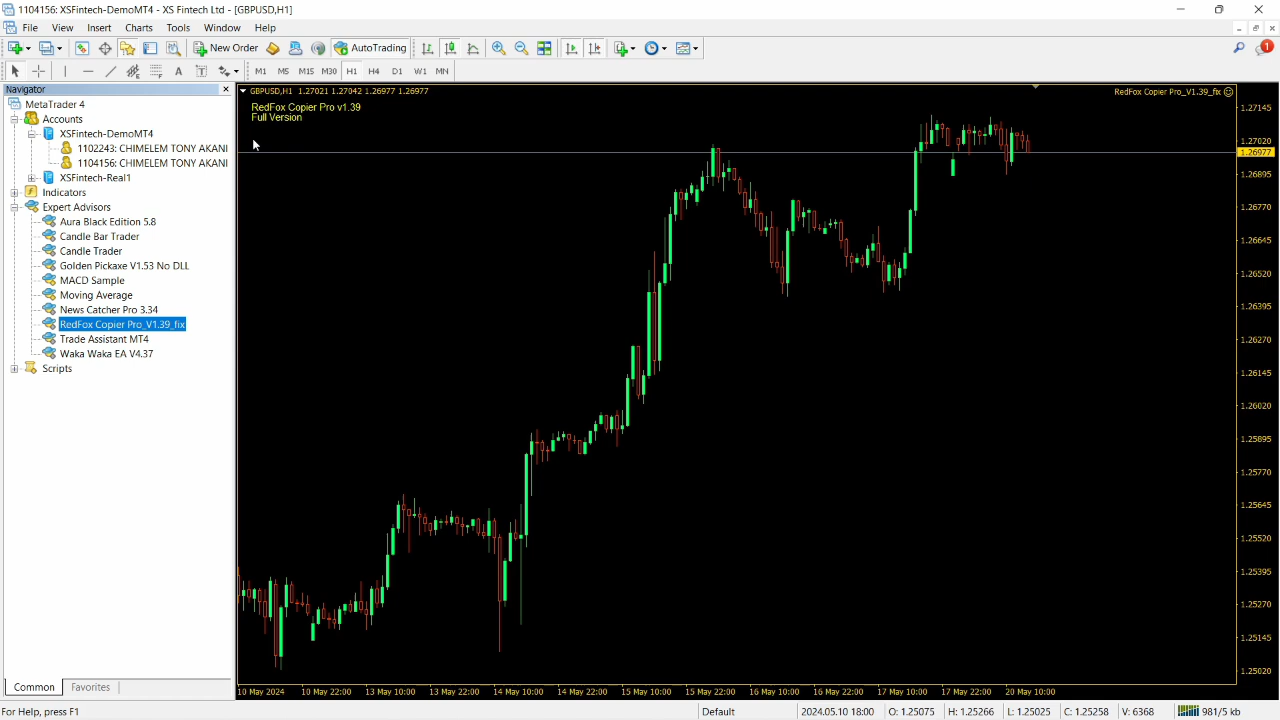 1104156: XSFintech-DemoMT4 - XS Fintech Ltd - [GBPUSD,H1]
File View Insert Charts Tools Window Help
New Order AutoTrading 1
A T M1 M5 M15 M30 H1 H4 D1 W1 MN
Navigator
MetaTrader 4
Accounts
XSFintech-DemoMT4
1102243: CHIMELEM TONY AKANI
1104156: CHIMELEM TONY AKANI
XSFintech-Real1
Indicators
Expert Advisors
Aura Black Edition 5.8
Candle Bar Trader
Candle Trader
Golden Pickaxe V1.53 No DLL
MACD Sample
Moving Average
News Catcher Pro 3.34
RedFox Copier Pro_V1.39_fix
Trade Assistant MT4
Waka Waka EA V4.37
Scripts
Common Favorites
GBPUSD,H1 1.27021 1.27042 1.26977 1.26977
RedFox Copier Pro_V1.39_fix
RedFox Copier Pro v1.39
Full Version
1.27145
1.27020
1.26977
1.26895
1.26770
1.26645
1.26520
1.26395
1.26270
1.26145
1.26020
1.25895
1.25770
1.25645
1.25520
1.25395
1.25270
1.25145
1.25020
10 May 2024 10 May 22:00 13 May 10:00 13 May 22:00 14 May 10:00 14 May 22:00 15 May 10:00 15 May 22:00 16 May 10:00 16 May 22:00 17 May 10:00 17 May 22:00 20 May 10:00
For Help, press F1 Default 2024.05.10 18:00 O: 1.25075 H: 1.25266 L: 1.25025 C: 1.25258 V: 6368 981/5 kb